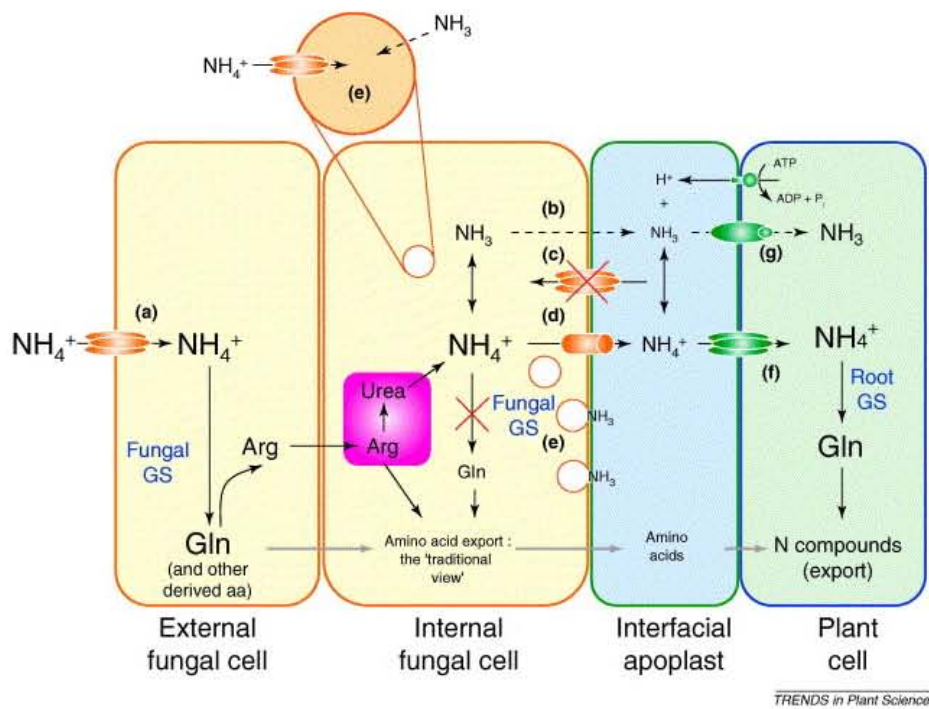 NH₃
NH₄⁺
(e)
H⁺
+
ATP
ADP + Pᵢ
(b)
NH₃
NH₃
(g)
NH₃
(c)
(a)
(d)
NH₄⁺
NH₄⁺
NH₄⁺
NH₄⁺
NH₄⁺
(f)
Urea
Fungal
GS
NH₃
Root
GS
Fungal
GS
Arg
Arg
(e)
Gln
NH₃
Gln
Gln
(and other
derived aa)
Amino acid export :
the 'traditional
view'
Amino
acids
N compounds
(export)
External
fungal cell
Internal
fungal cell
Interfacial
apoplast
Plant
cell
TRENDS in Plant Science